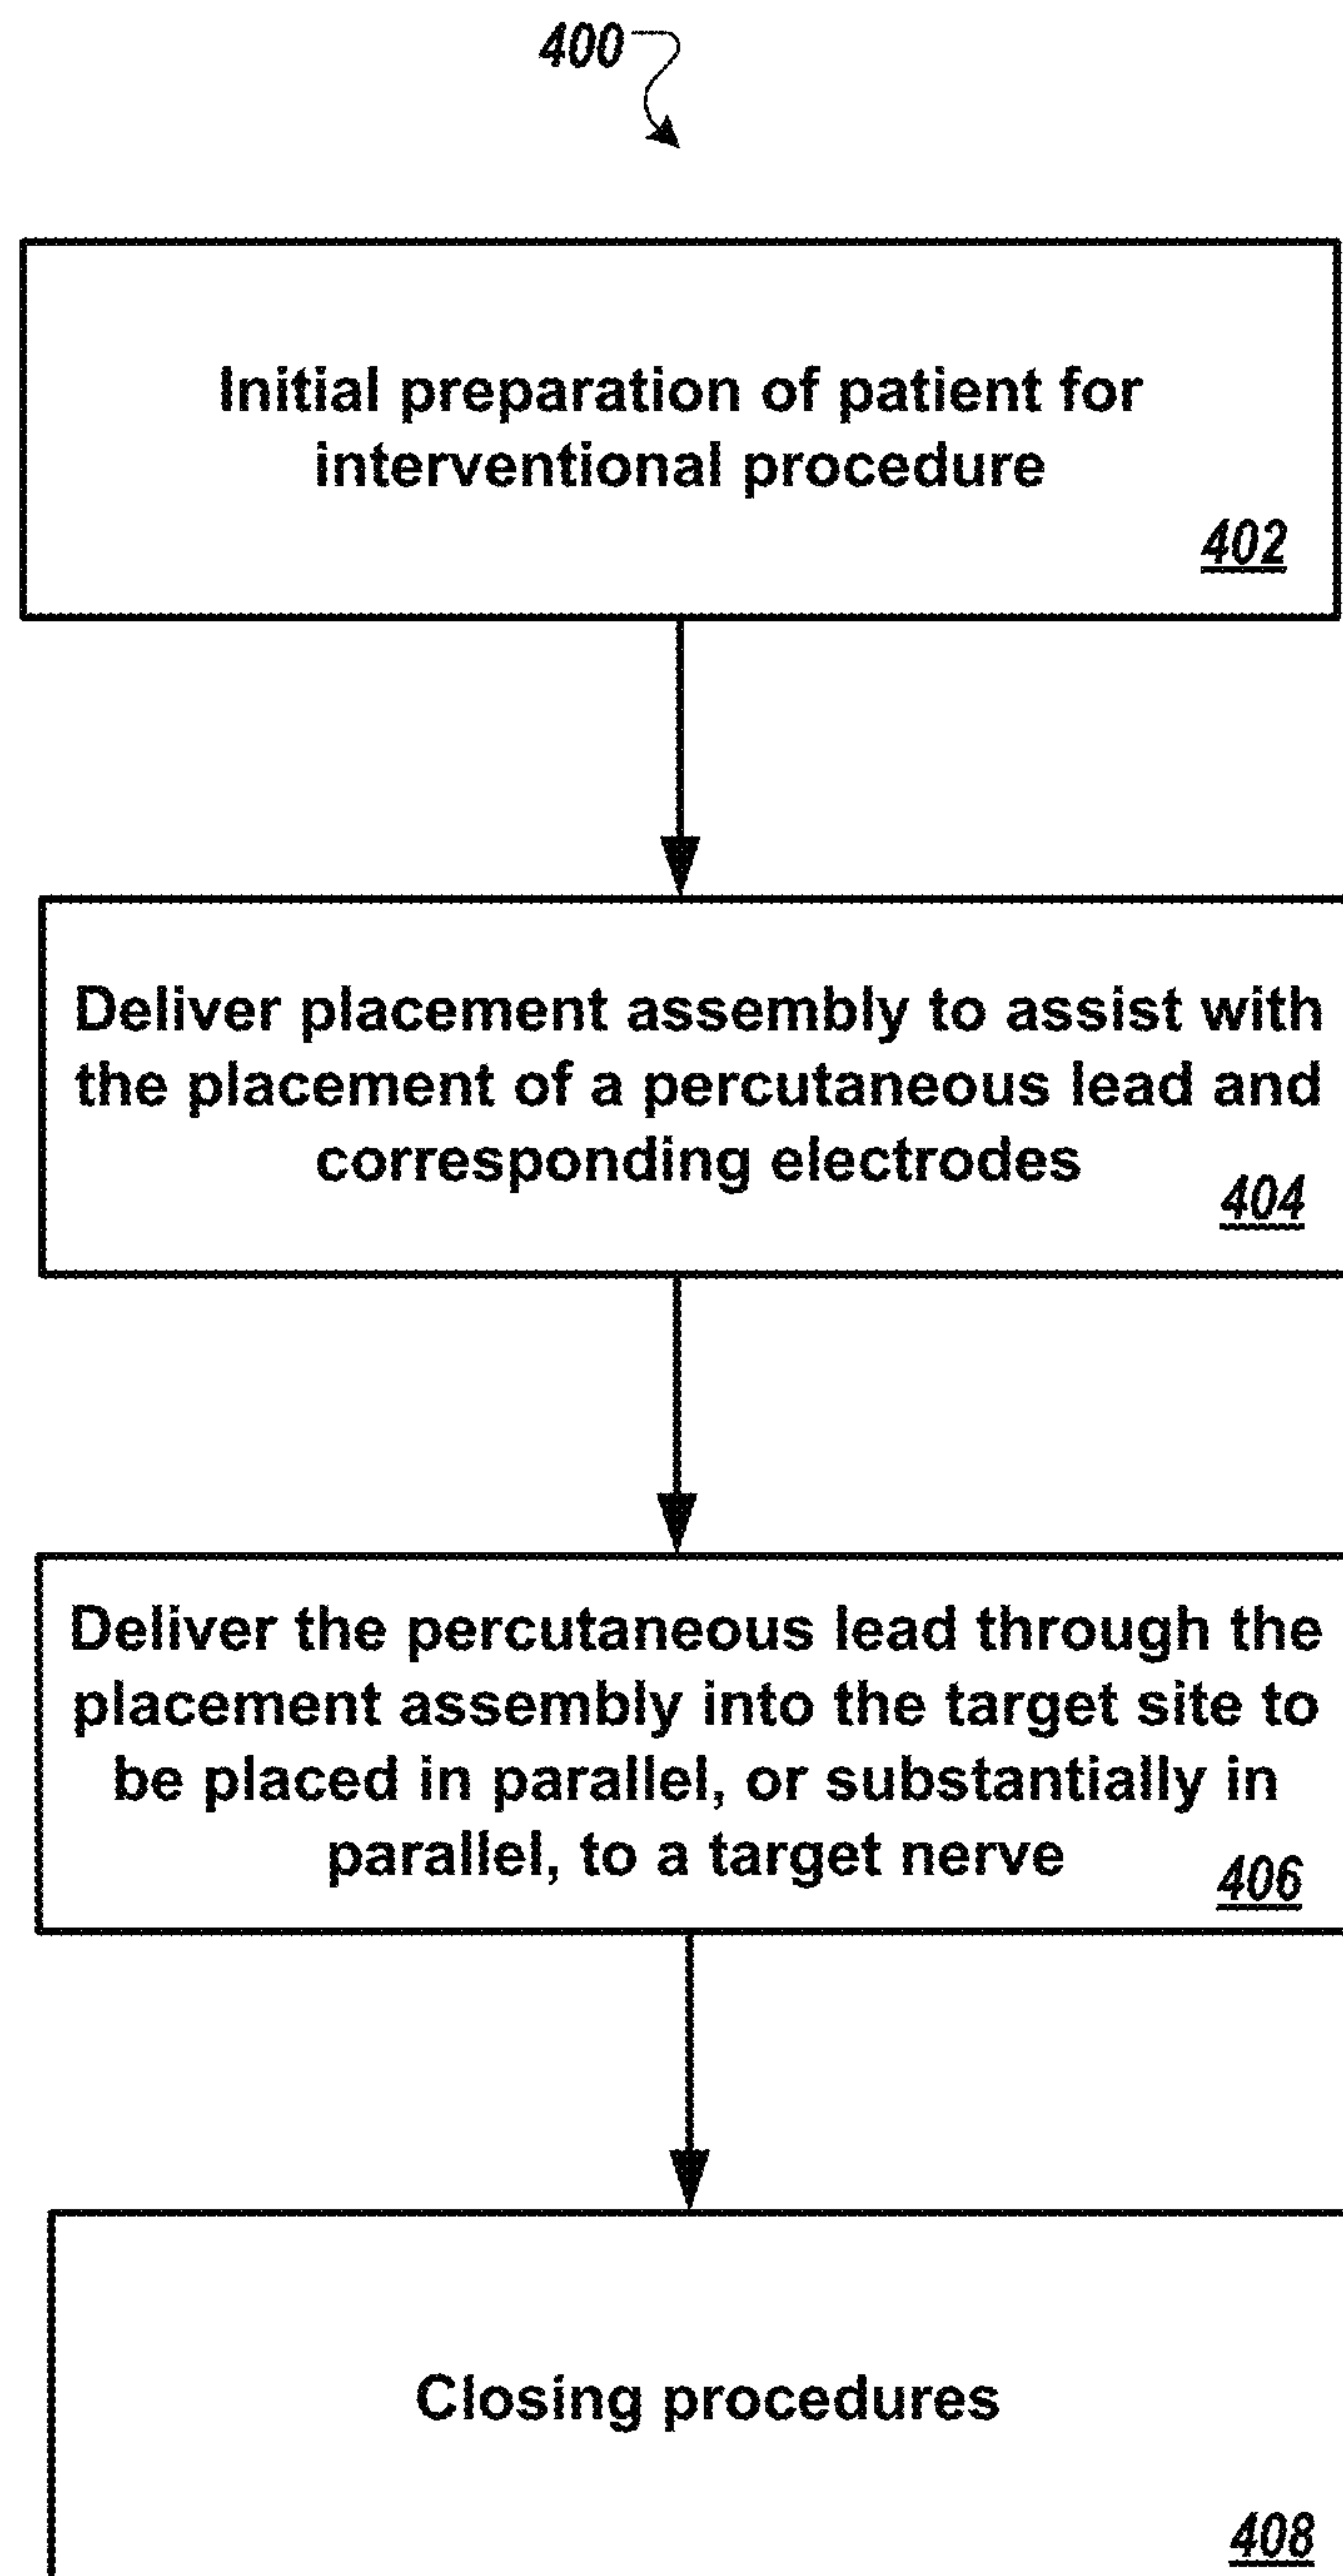 400
Initial preparation of patient for
interventional procedure
402
Deliver placement assembly to assist with
the placement of a percutaneous lead and
corresponding electrodes
404
Deliver the percutaneous lead through the
placement assembly into the target site to
be placed in parallel, or substantially in
parallel, to a target nerve
406
Closing procedures
408